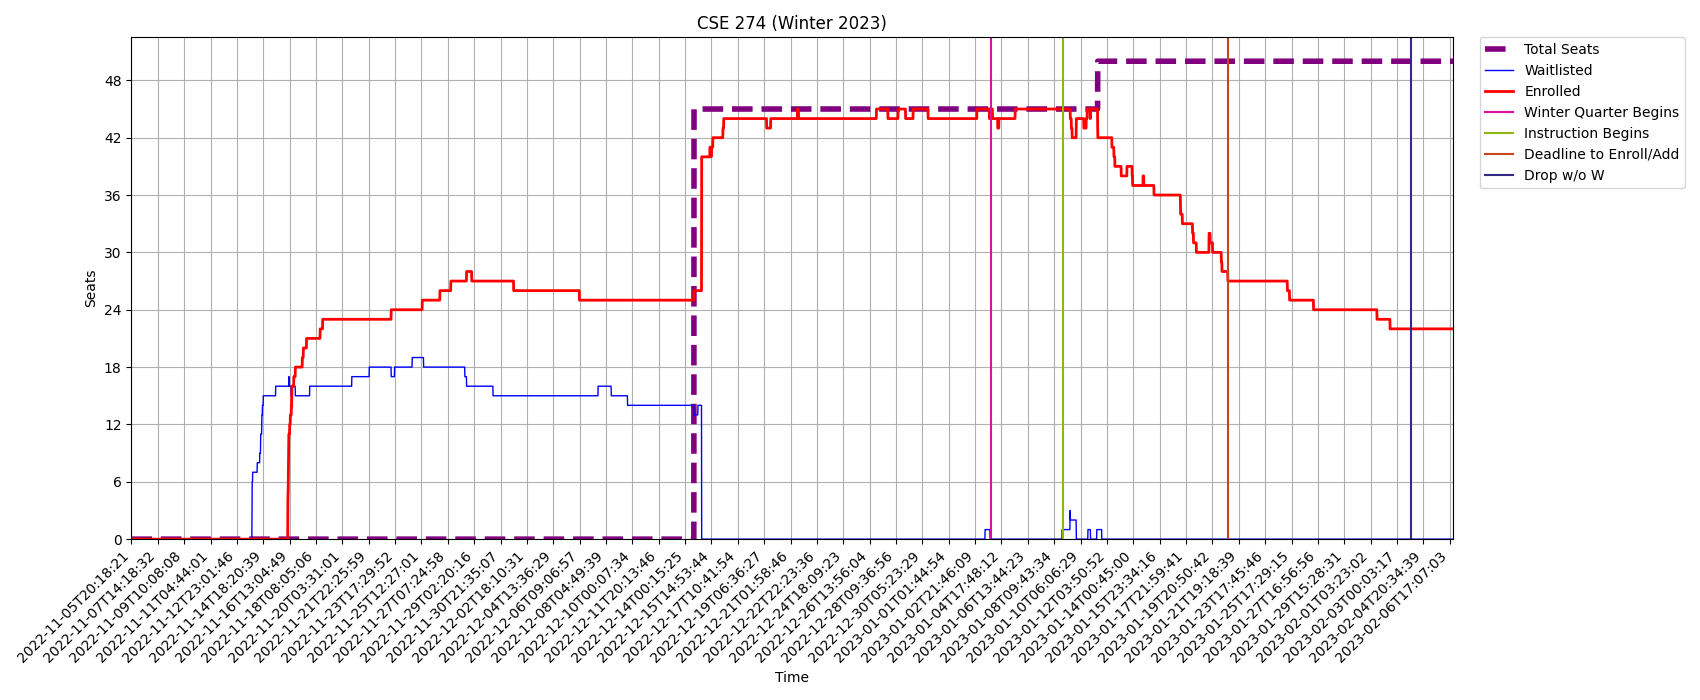 CSE 274 (Winter 2023)
Seats
48
42
36
30
24
18
12
6
0
Total Seats
Waitlisted
Enrolled
Winter Quarter Begins
Instruction Begins
Deadline to Enroll/Add
Drop w/o W
2022-11-05T20:18:21
2022-11-07T14:18:32
2022-11-09T10:08:08
2022-11-11T04:44:01
2022-11-12T23:01:46
2022-11-14T18:20:39
2022-11-16T13:04:49
2022-11-18T08:05:06
2022-11-20T03:31:01
2022-11-21T22:25:59
2022-11-23T17:29:52
2022-11-25T12:27:01
2022-11-27T07:24:58
2022-11-29T02:20:16
2022-11-30T21:35:07
2022-12-02T18:10:31
2022-12-04T13:36:29
2022-12-06T09:06:57
2022-12-08T04:49:39
2022-12-10T00:07:34
2022-12-11T20:13:46
2022-12-14T00:15:25
2022-12-15T14:53:44
2022-12-17T10:41:54
2022-12-19T06:36:27
2022-12-21T01:58:46
2022-12-22T22:23:36
2022-12-24T18:09:23
2022-12-26T13:56:04
2022-12-28T09:36:56
2022-12-30T05:23:29
2023-01-01T01:44:54
2023-01-02T21:46:09
2023-01-04T17:48:12
2023-01-06T13:44:23
2023-01-08T09:43:34
2023-01-10T06:06:29
2023-01-12T03:50:52
2023-01-14T00:45:00
2023-01-15T23:34:16
2023-01-17T21:59:41
2023-01-19T20:50:42
2023-01-21T19:18:39
2023-01-23T17:45:46
2023-01-25T17:29:15
2023-01-27T16:56:56
2023-01-29T15:28:31
2023-02-01T03:23:02
2023-02-03T00:03:17
2023-02-04T20:34:39
2023-02-06T17:07:03
Time